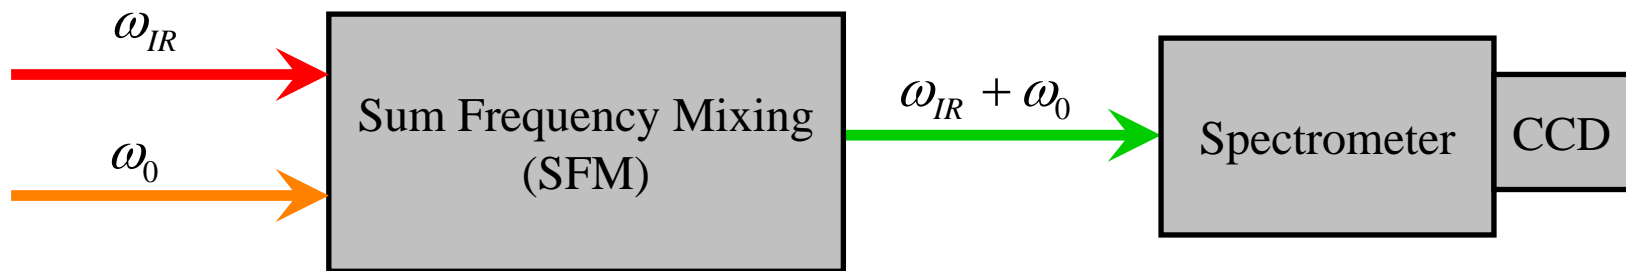 ω_IR
ω_0
Sum Frequency Mixing
(SFM)
ω_IR + ω_0
Spectrometer
CCD